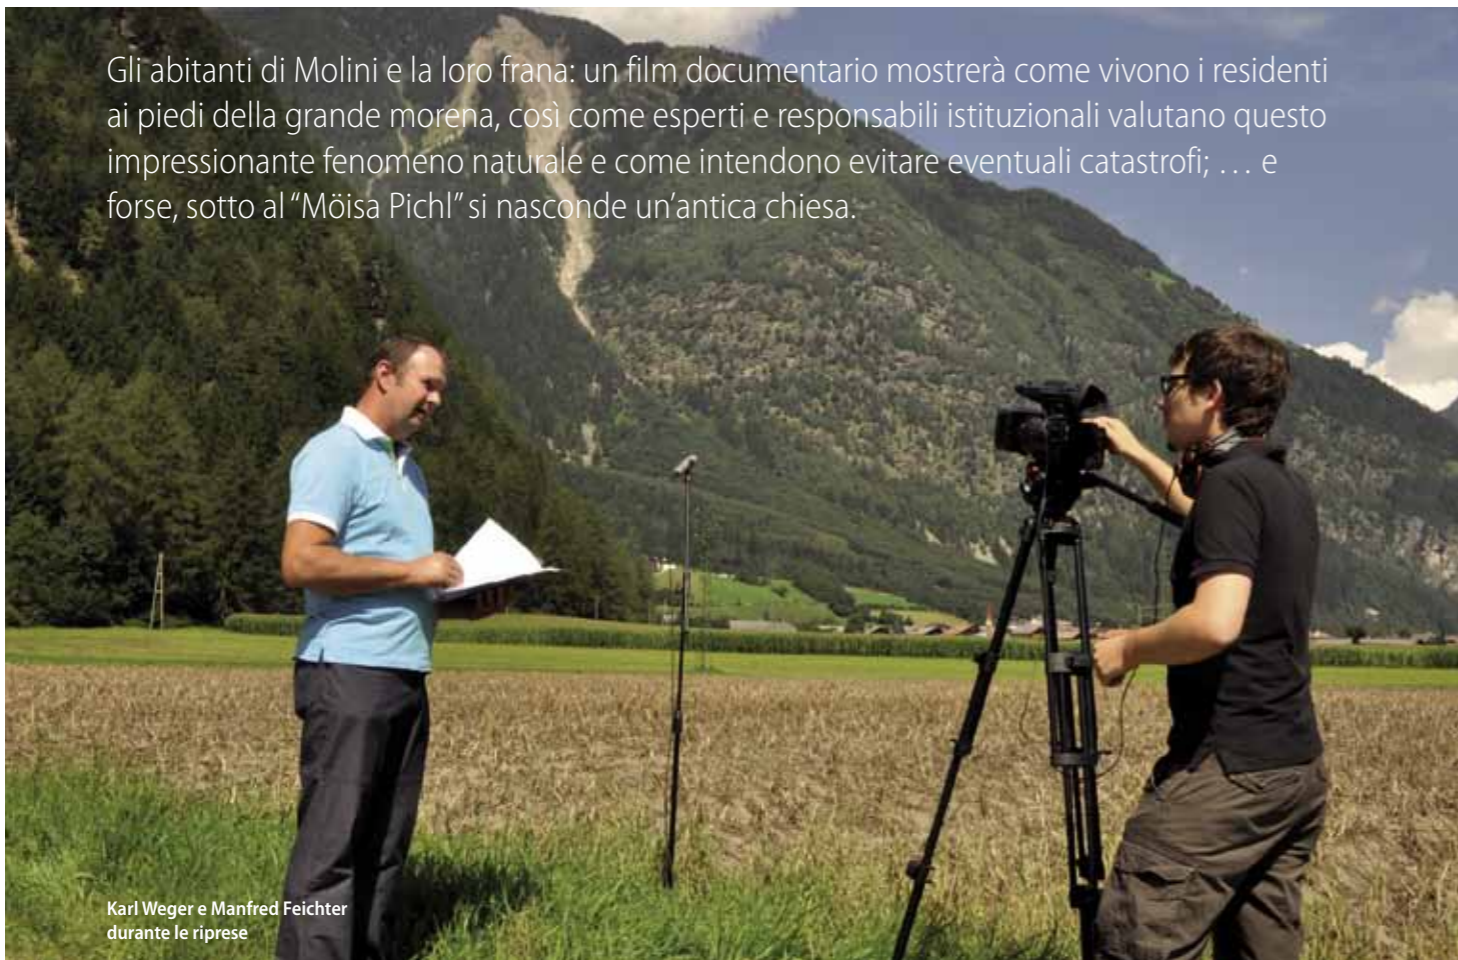 Gli abitanti di Molini e la loro frana: un film documentario mostrerà come vivono i residenti
ai piedi della grande morena, così come esperti e responsabili istituzionali valutano questo
impressionante fenomeno naturale e come intendono evitare eventuali catastrofi; … e
forse, sotto al “Möisa Pichl” si nasconde un’antica chiesa.
Karl Weger e Manfred Feichter
durante le riprese